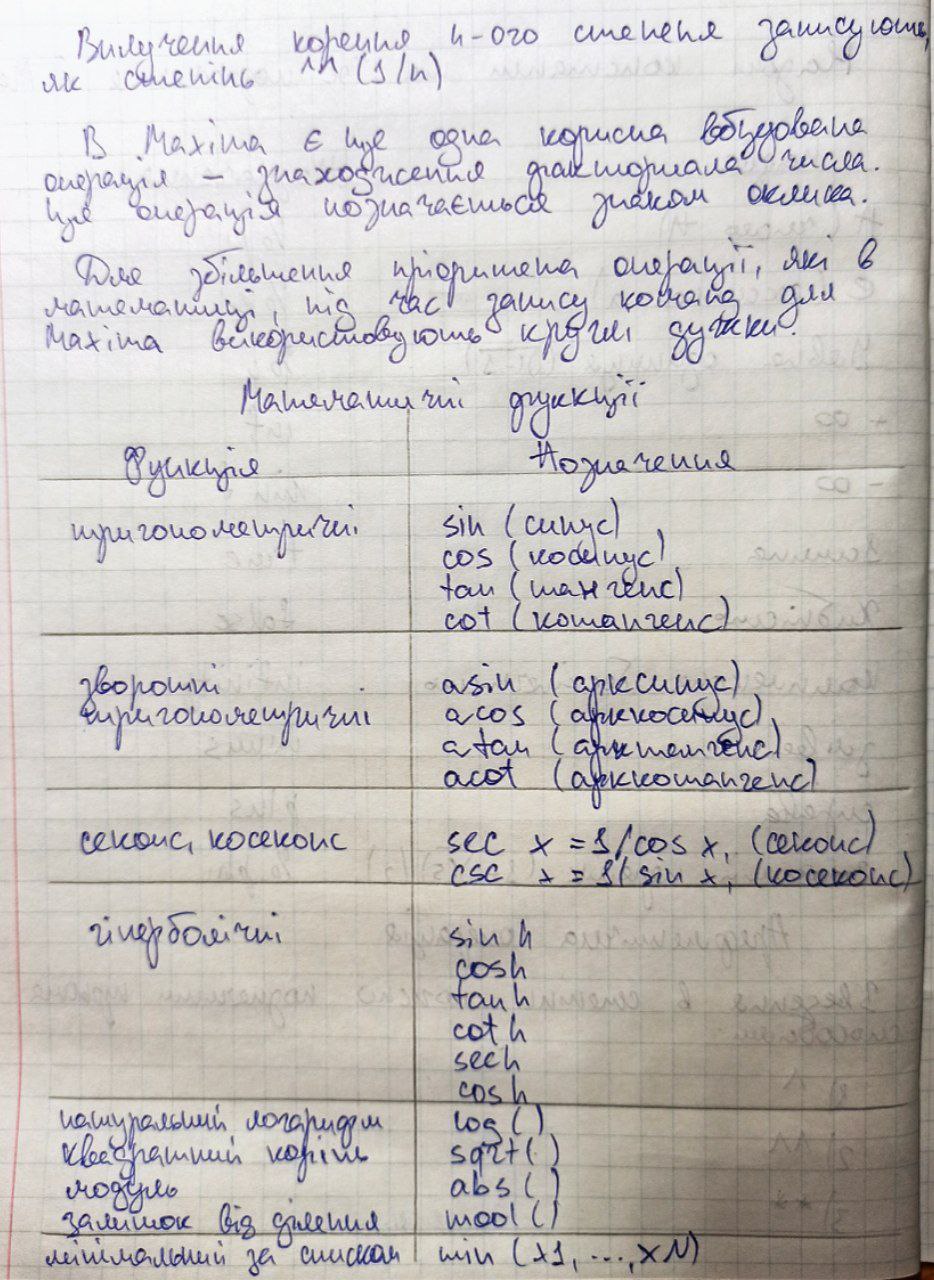 Вилучення кореня n-ого степеня записують,
як степінь ^^ (1/n)
В Maxima є ще одна корисна вбудована
операція – знаходження факторіала числа.
Ця операція позначається знаком оклика.
Для збільшення пріоритета операції, які в
математиці, під час запису команд для
Maxima використовують круглі дужки.
Математичні функції
Функція Позначення
тригонометричні sin (синус),
cos (косинус),
tan (тангенс)
cot (котангенс)
зворотні asin (арксинус)
тригонометричні acos (арккосинус),
atan (арктангенс)
acot (арккотангенс)
секанс, косеканс sec x = 1/cos x, (секанс)
csc x = 1/sin x, (косеканс)
гіперболічні sinh
cosh
tanh
coth
sech
cosh
натуральний логарифм log ()
квадратний корінь sqrt()
модуль abs()
залишок від ділення mod()
мінімальний за списком min (x1, ..., xN)